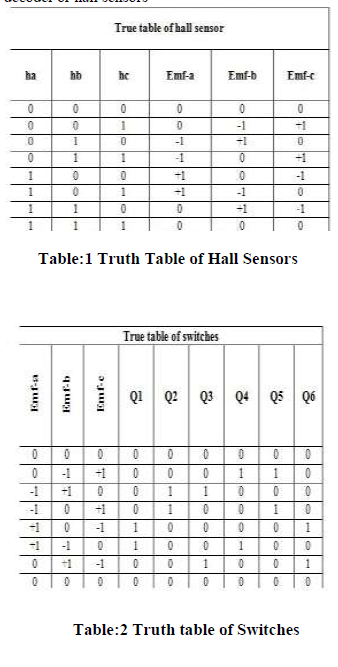 decoder of hall sensors
True table of hall sensor
ha hb hc Emf-a Emf-b Emf-c
0 0 0 0 0 0
0 0 1 0 -1 +1
0 1 0 -1 +1 0
0 1 1 -1 0 +1
1 0 0 +1 0 -1
1 0 1 +1 -1 0
1 1 0 0 +1 -1
1 1 1 0 0 0
Table:1 Truth Table of Hall Sensors
True table of switches
Emf-a Emf-b Emf-c Q1 Q2 Q3 Q4 Q5 Q6
0 0 0 0 0 0 0 0 0
0 -1 +1 0 0 0 1 1 0
-1 +1 0 0 1 1 0 0 0
-1 0 +1 0 1 0 0 1 0
+1 0 -1 1 0 0 0 0 1
+1 -1 0 1 0 0 1 0 0
0 +1 -1 0 0 1 0 0 1
0 0 0 0 0 0 0 0 0
Table:2 Truth table of Switches